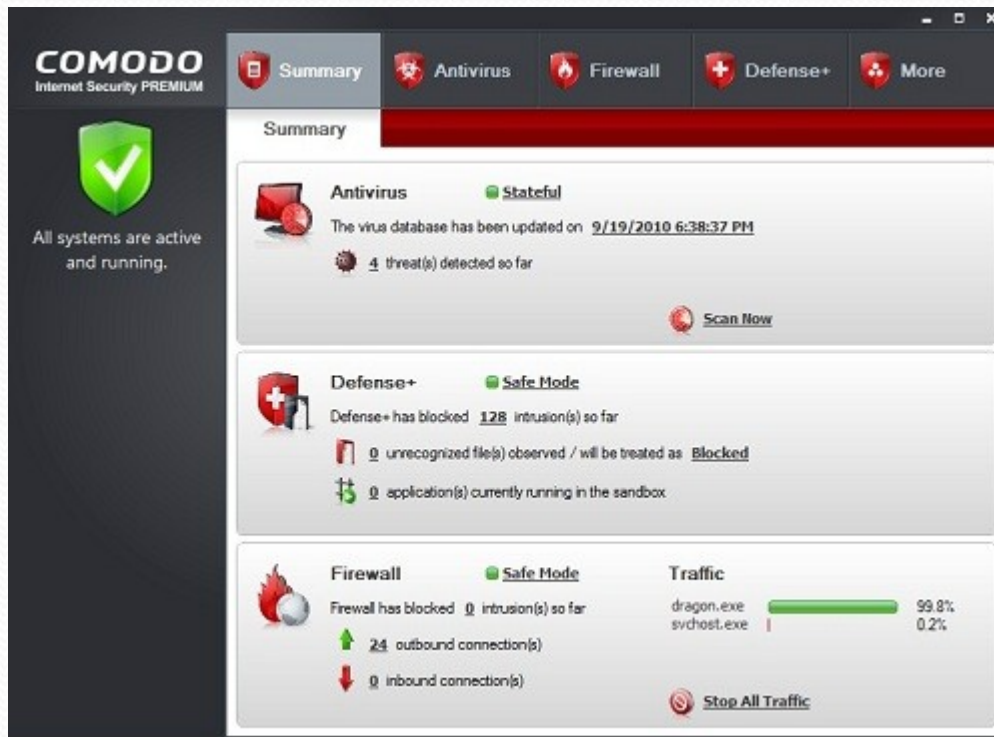 COMODO
Internet Security PREMIUM
Summary
Antivirus
Firewall
Defense+
More
All systems are active
and running.
Summary
Antivirus Stateful
The virus database has been updated on 9/19/2010 6:38:37 PM
4 threat(s) detected so far
Scan Now
Defense+ Safe Mode
Defense+ has blocked 128 intrusion(s) so far
0 unrecognized file(s) observed / will be treated as Blocked
0 application(s) currently running in the sandbox
Firewall Safe Mode
Firewall has blocked 0 intrusion(s) so far
24 outbound connection(s)
0 inbound connection(s)
Traffic
dragon.exe 99.8%
svchost.exe 0.2%
Stop All Traffic